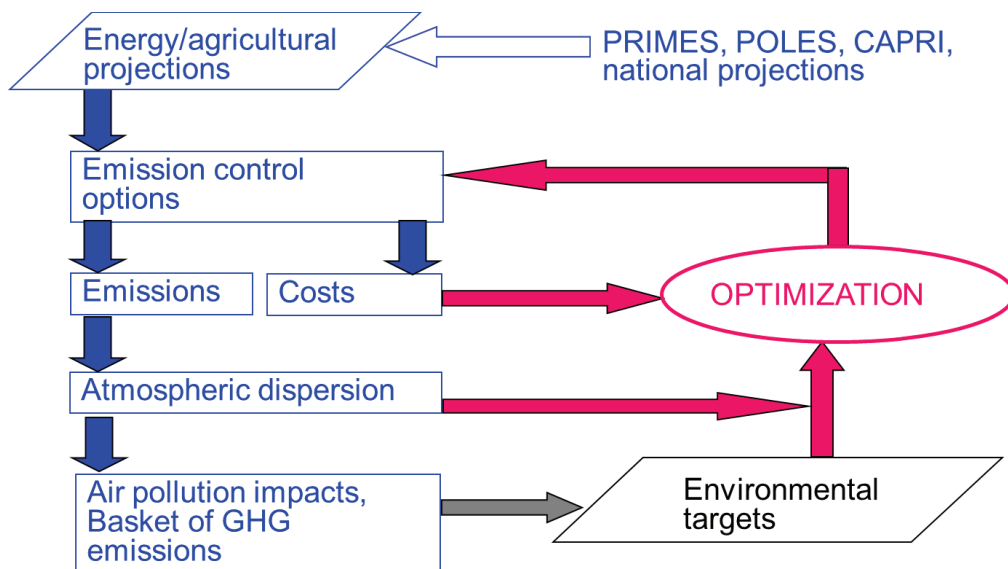 Energy/agricultural
projections
PRIMES, POLES, CAPRI,
national projections
Emission control
options
Emissions
Costs
OPTIMIZATION
Atmospheric dispersion
Air pollution impacts,
Basket of GHG
emissions
Environmental
targets